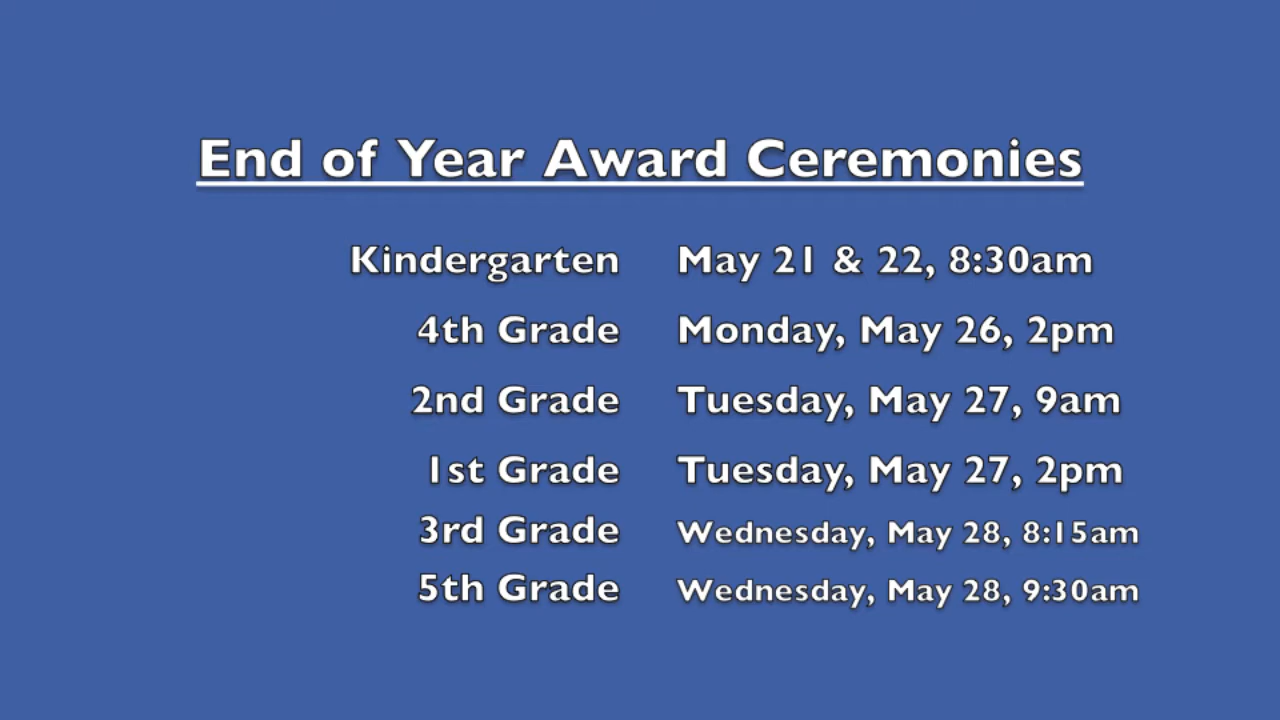 End of Year Award Ceremonies
Kindergarten May 21 & 22, 8:30am
4th Grade Monday, May 26, 2pm
2nd Grade Tuesday, May 27, 9am
1st Grade Tuesday, May 27, 2pm
3rd Grade Wednesday, May 28, 8:15am
5th Grade Wednesday, May 28, 9:30am